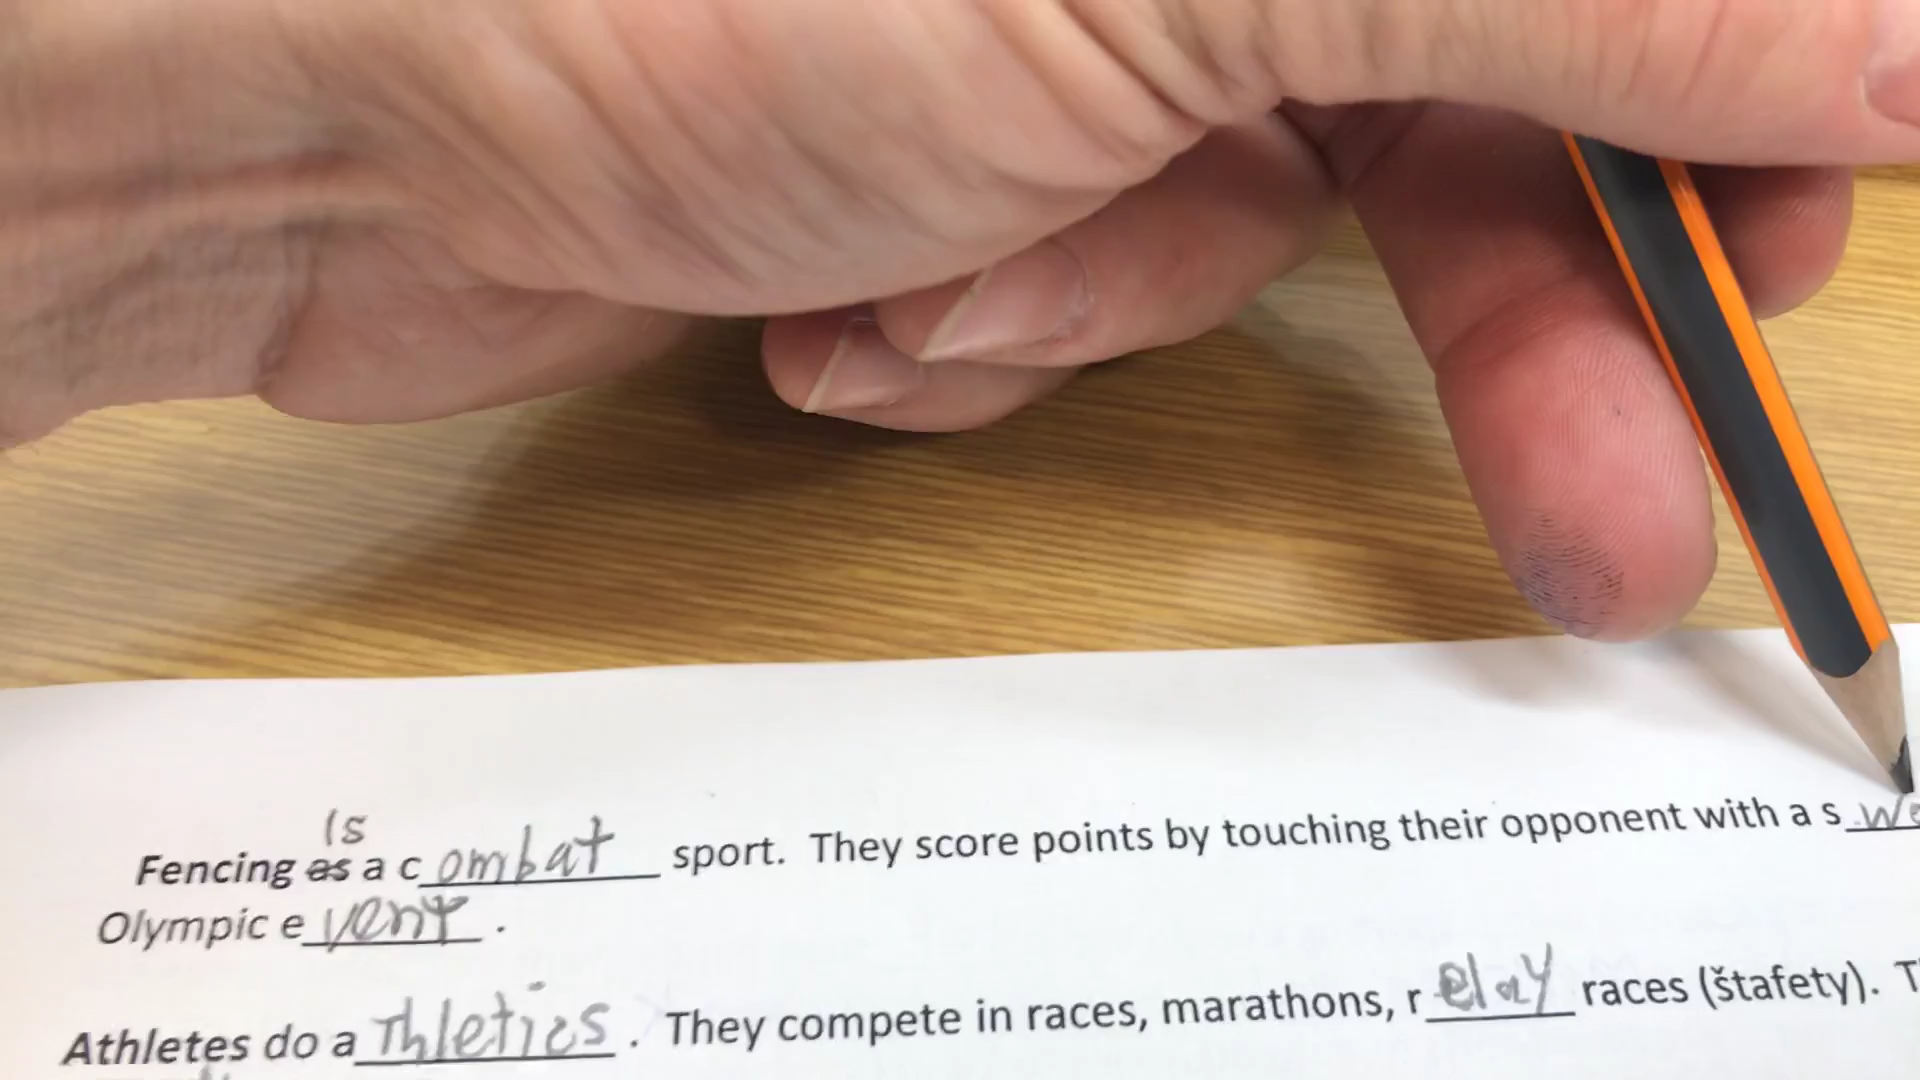 is
Fencing as a combat sport. They score points by touching their opponent with a swo
Olympic event.
Athletes do athletics. They compete in races, marathons, relay races (štafety). T